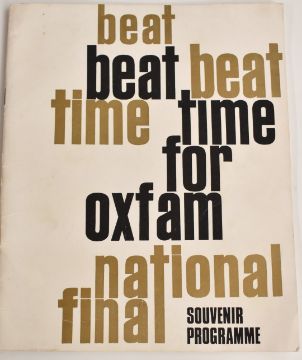 beat
beat beat
time time
for
oxfam
national
final
SOUVENIR
PROGRAMME